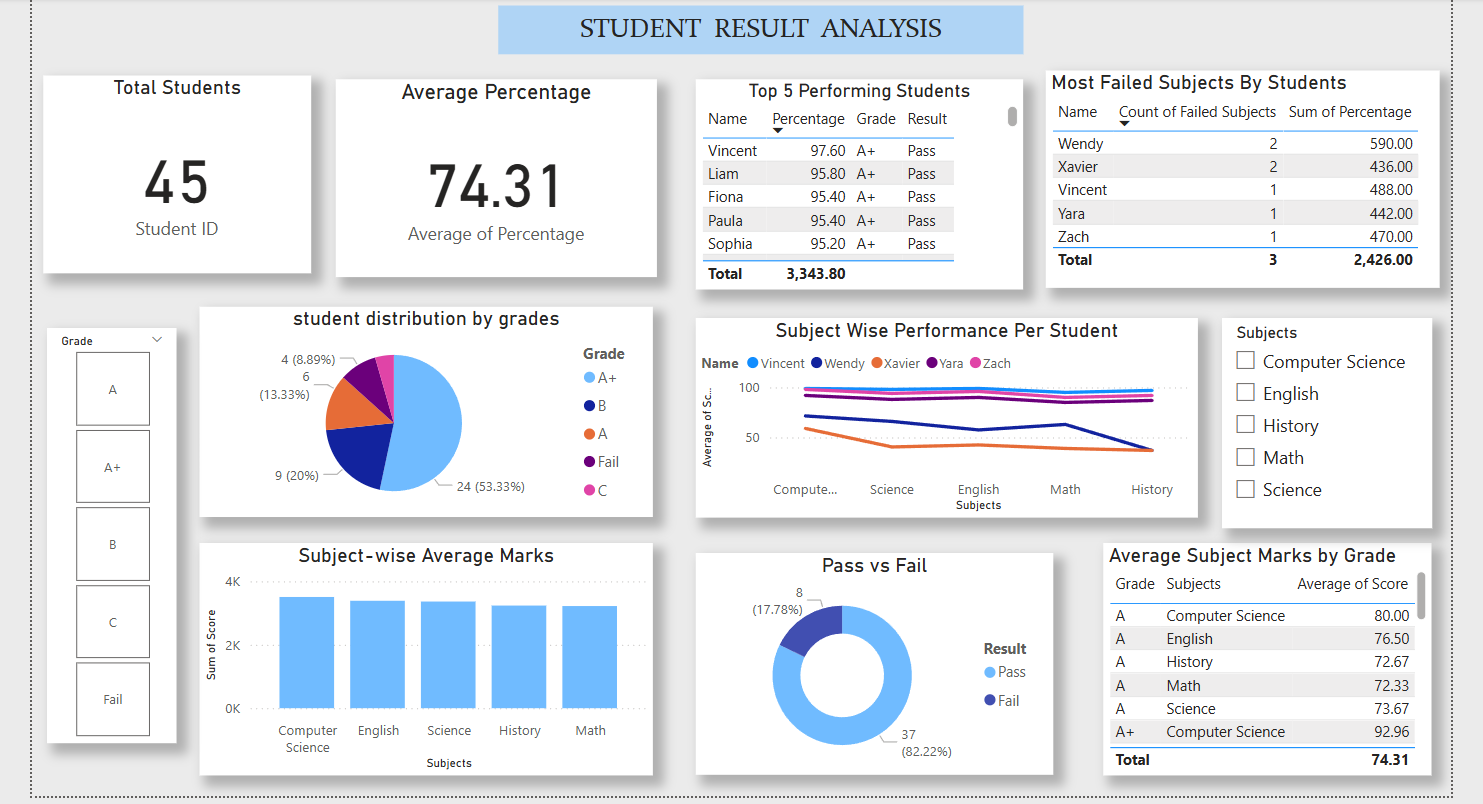 STUDENT RESULT ANALYSIS
Total Students
45
Student ID
Average Percentage
74.31
Average of Percentage
Top 5 Performing Students
Name Percentage Grade Result
Vincent 97.60 A+ Pass
Liam 95.80 A+ Pass
Fiona 95.40 A+ Pass
Paula 95.40 A+ Pass
Sophia 95.20 A+ Pass
Total 3,343.80
Most Failed Subjects By Students
Name Count of Failed Subjects Sum of Percentage
Wendy 2 590.00
Xavier 2 436.00
Vincent 1 488.00
Yara 1 442.00
Zach 1 470.00
Total 3 2,426.00
Grade
A
A+
B
C
Fail
student distribution by grades
4 (8.89%)
6
(13.33%)
9 (20%)
24 (53.33%)
Grade
A+
B
A
Fail
C
Subject Wise Performance Per Student
Name Vincent Wendy Xavier Yara Zach
Average of Sc...
100
50
Compute... Science English Math History
Subjects
Subjects
Computer Science
English
History
Math
Science
Subject-wise Average Marks
Sum of Score
4K
2K
0K
Computer Science English Science History Math
Subjects
Pass vs Fail
8
(17.78%)
37
(82.22%)
Result
Pass
Fail
Average Subject Marks by Grade
Grade Subjects Average of Score
A Computer Science 80.00
A English 76.50
A History 72.67
A Math 72.33
A Science 73.67
A+ Computer Science 92.96
Total 74.31